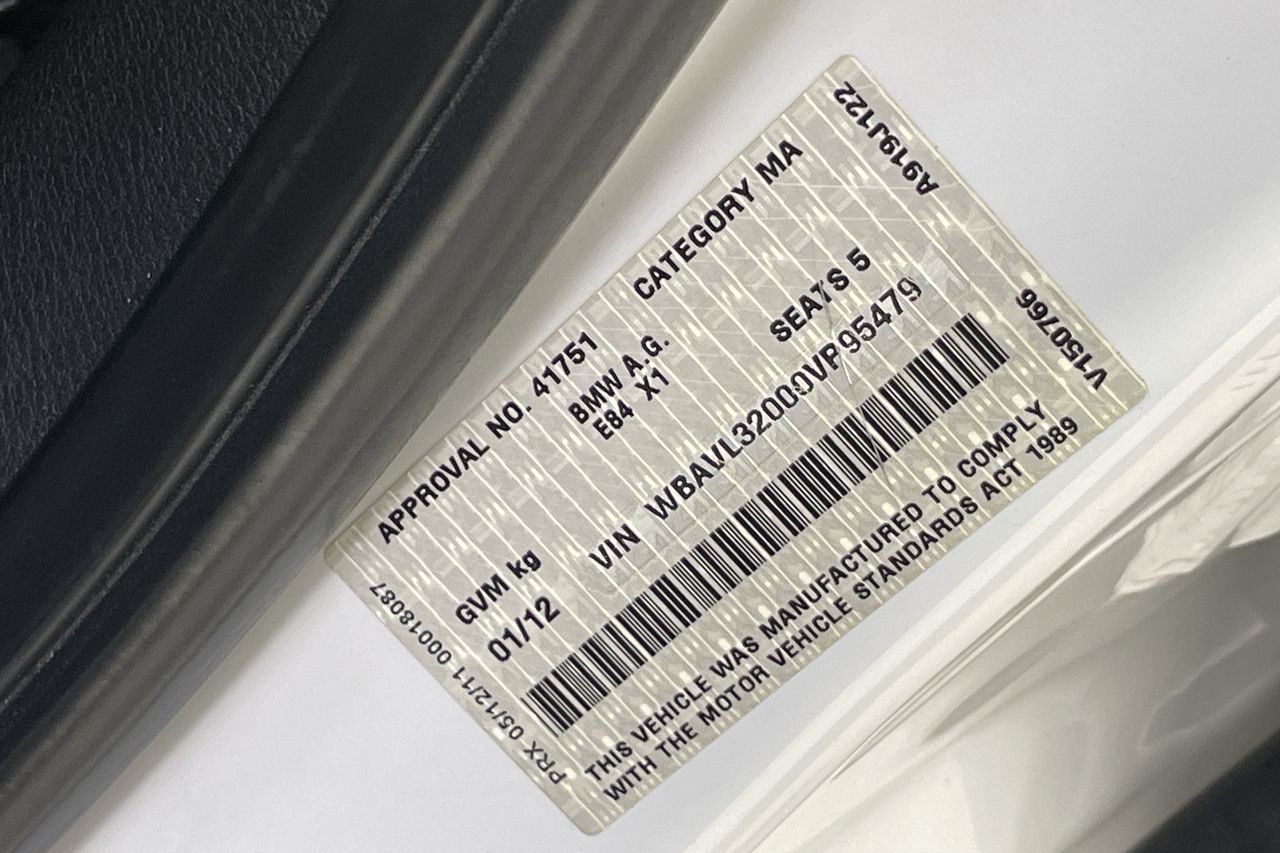 APPROVAL NO. 41751 CATEGORY MA
BMW A.G.
E84 X1
GVM kg SEATS 5
01/12 VIN WBAVL32000VP95479
THIS VEHICLE WAS MANUFACTURED TO COMPLY
WITH THE MOTOR VEHICLE STANDARDS ACT 1989
PRX 05/12/11 00018087
V150766 A919J122